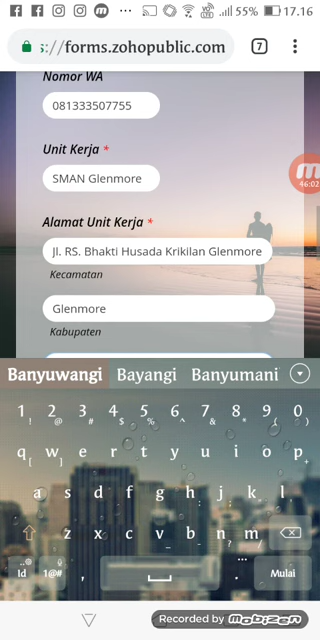 55% 17.16
s://forms.zohopublic.com 7
Nomor WA
081333507755
Unit Kerja *
SMAN Glenmore
46:02
Alamat Unit Kerja *
Jl. RS. Bhakti Husada Krikilan Glenmore
Kecamatan
Glenmore
Kabupaten
Banyuwangi Bayangi Banyumani
1 2 3 4 5 6 7 8 9 0
! @ # $ % ^ & * ( )
q w e r t y u i o p
[ ] +
a s d f g h j k l
: ;
z x c v b n m
_ - ? /
Id 1@# , . Mulai
Recorded by mobizen